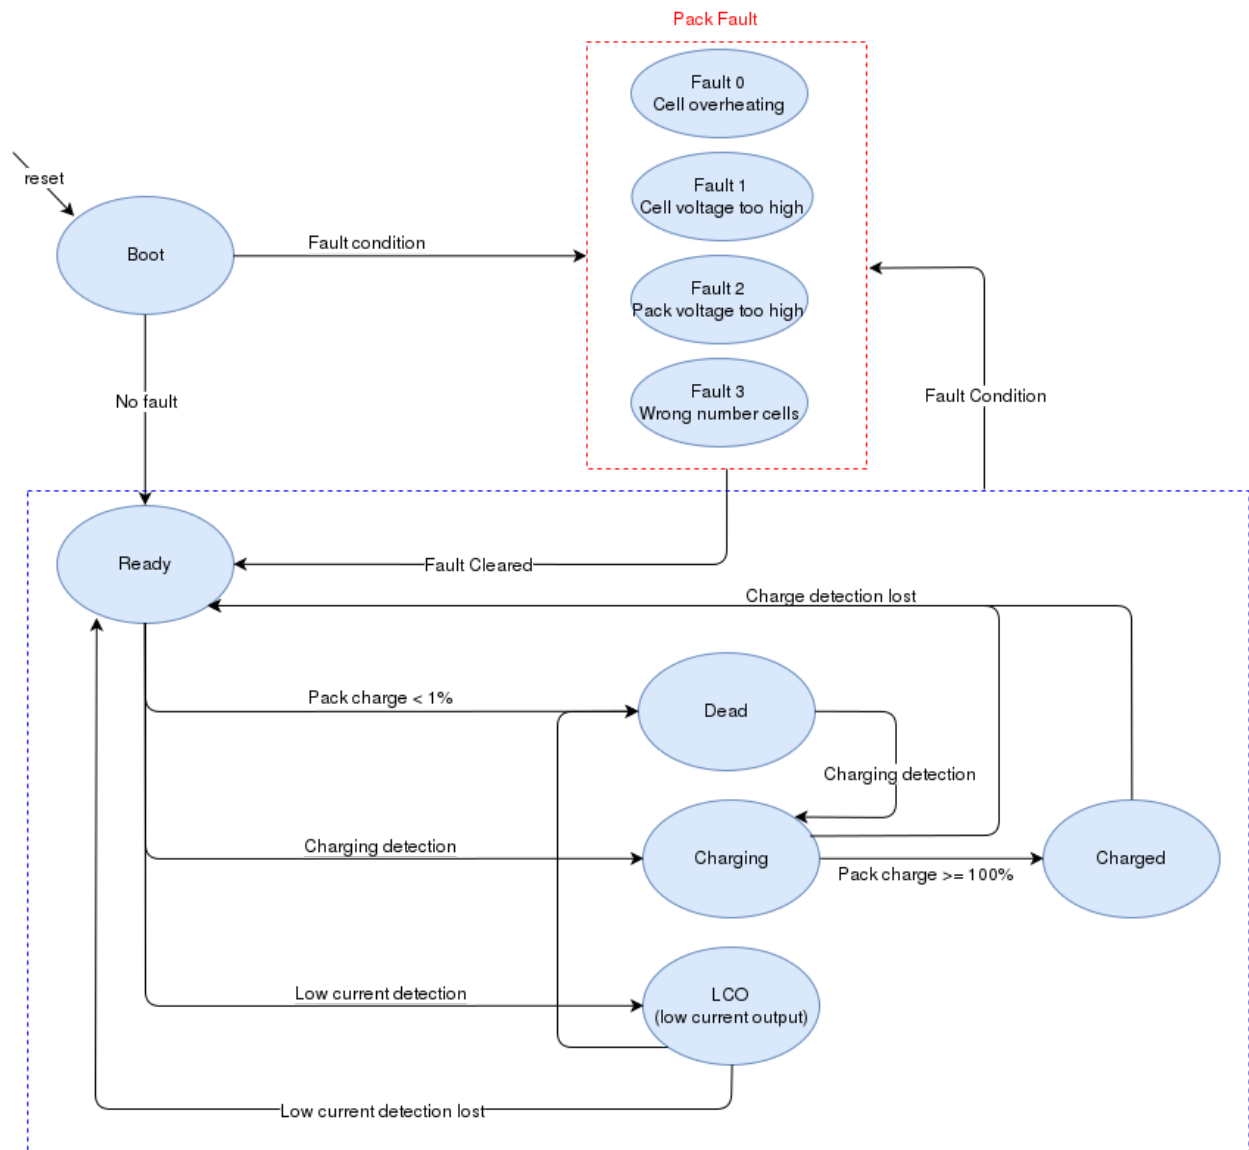 Pack Fault
Fault 0
Cell overheating
reset
Fault 1
Cell voltage too high
Boot
Fault condition
Fault 2
Pack voltage too high
No fault
Fault 3
Wrong number cells
Fault Condition
Ready
Fault Cleared
Charge detection lost
Pack charge < 1%
Dead
Charging detection
Charging detection
Charging
Pack charge >= 100%
Charged
Low current detection
LCO
(low current output)
Low current detection lost